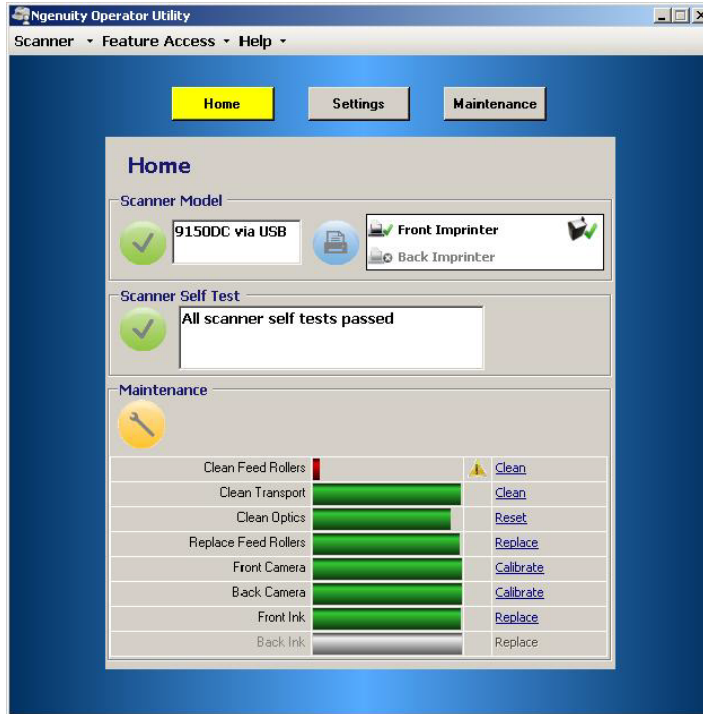 Ngenuity Operator Utility
Scanner Feature Access Help
Home Settings Maintenance
Home
Scanner Model
9150DC via USB
Front Imprinter
Back Imprinter
Scanner Self Test
All scanner self tests passed
Maintenance
Clean Feed Rollers Clean
Clean Transport Clean
Clean Optics Reset
Replace Feed Rollers Replace
Front Camera Calibrate
Back Camera Calibrate
Front Ink Replace
Back Ink Replace